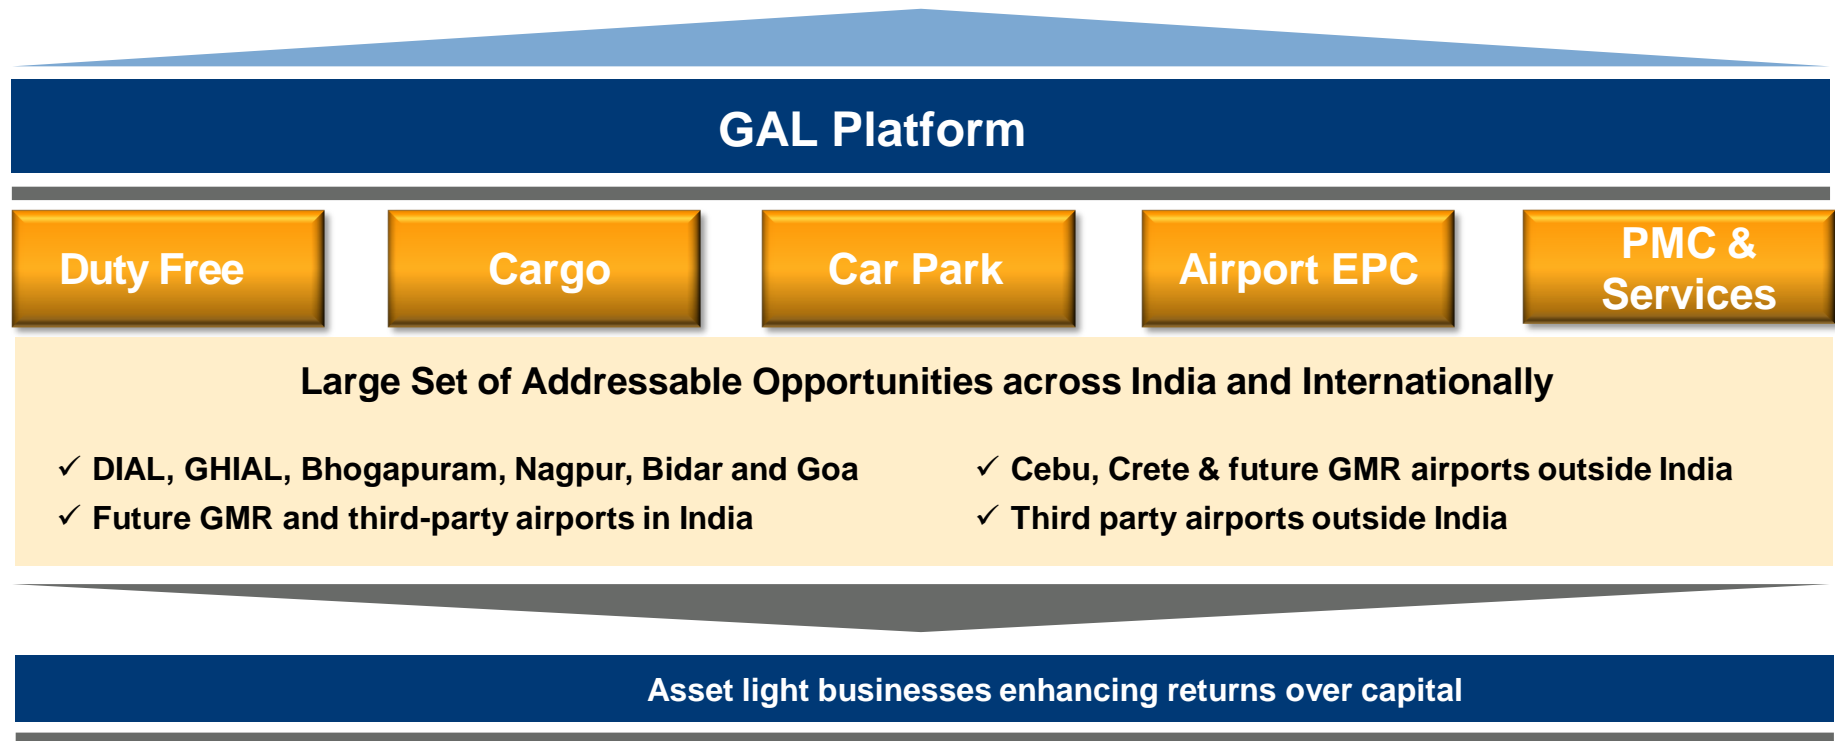 GAL Platform
Duty Free
Cargo
Car Park
Airport EPC
PMC &
Services
Large Set of Addressable Opportunities across India and Internationally
✓ DIAL, GHIAL, Bhogapuram, Nagpur, Bidar and Goa
✓ Future GMR and third-party airports in India
✓ Cebu, Crete & future GMR airports outside India
✓ Third party airports outside India
Asset light businesses enhancing returns over capital